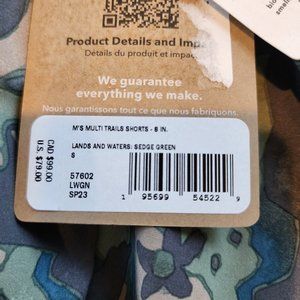 Product Details and Impa
Détails du produit et impac
We guarantee
everything we make.
Nous garantissons tout ce que nous fabriquons.
M'S MULTI TRAILS SHORTS - 8 IN.
LANDS AND WATERS: SEDGE GREEN
S
57602
LWGN
SP23
1 95699 54522 9
CAD $99.00
U.S. $79.00